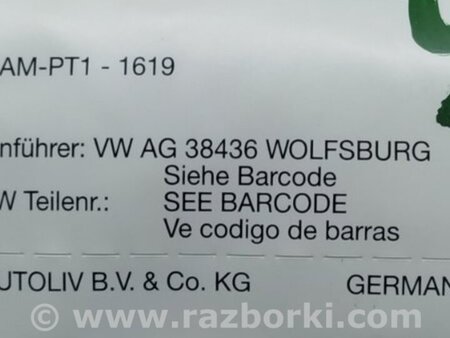 AM-PT1 - 1619
nführer: VW AG 38436 WOLFSBURG
Siehe Barcode
W Teilenr.: SEE BARCODE
Ve codigo de barras
UTOLIV B.V. & Co. KG GERMAN
© www.razborki.com